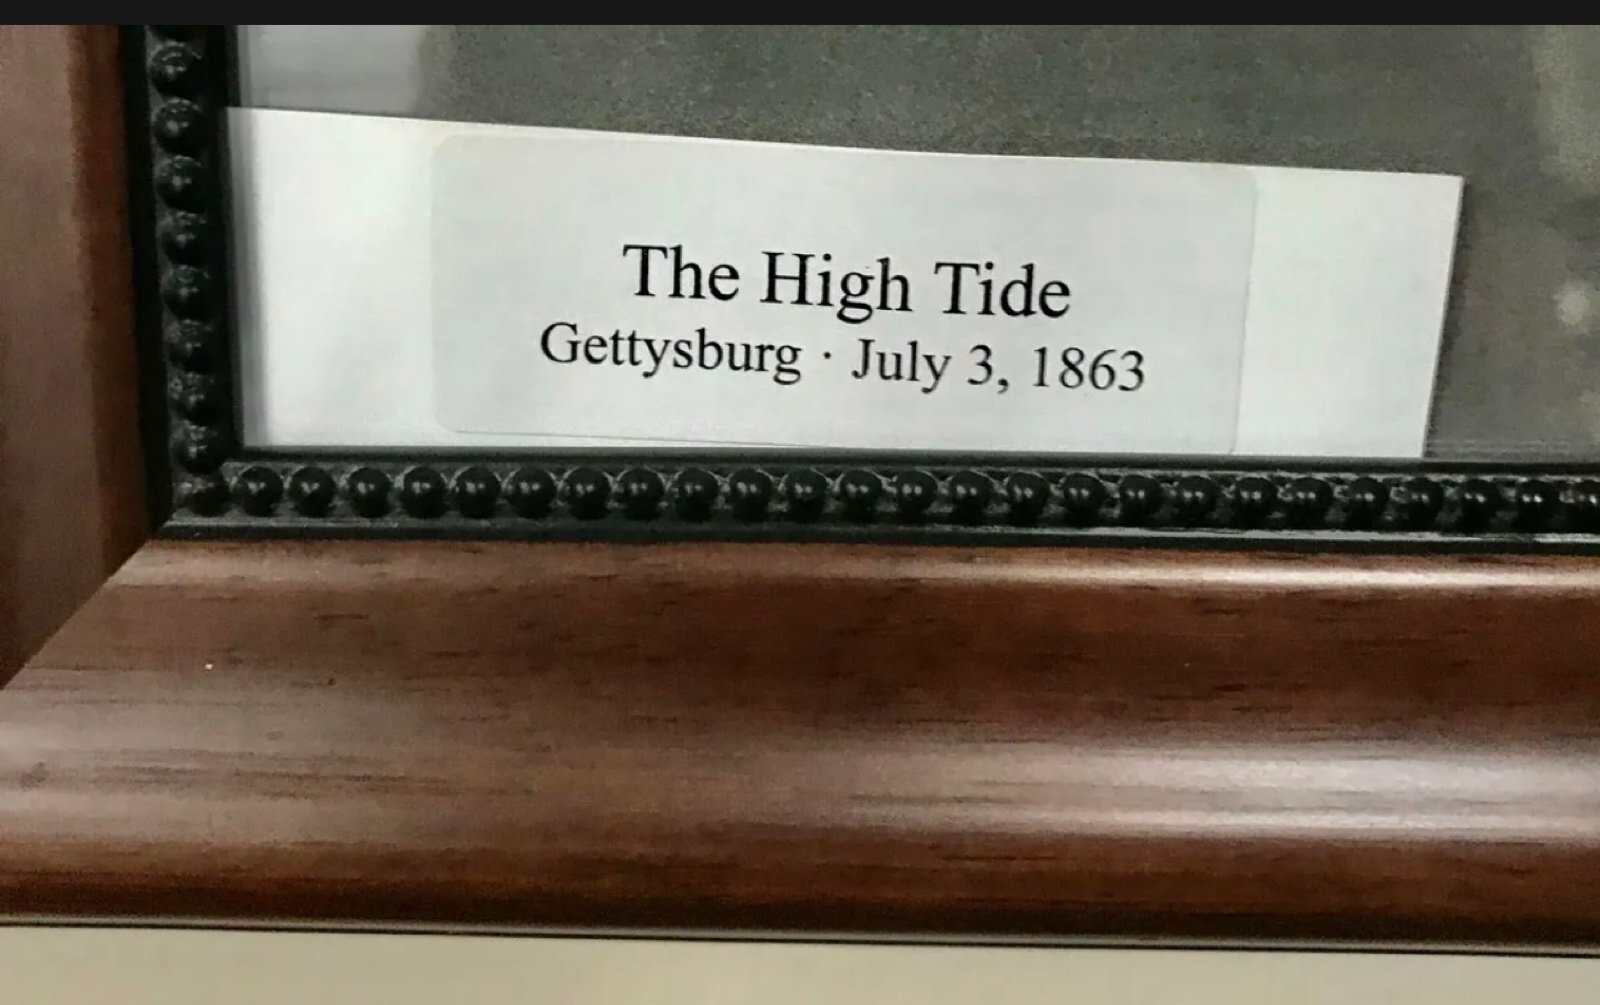 The High Tide
Gettysburg · July 3, 1863